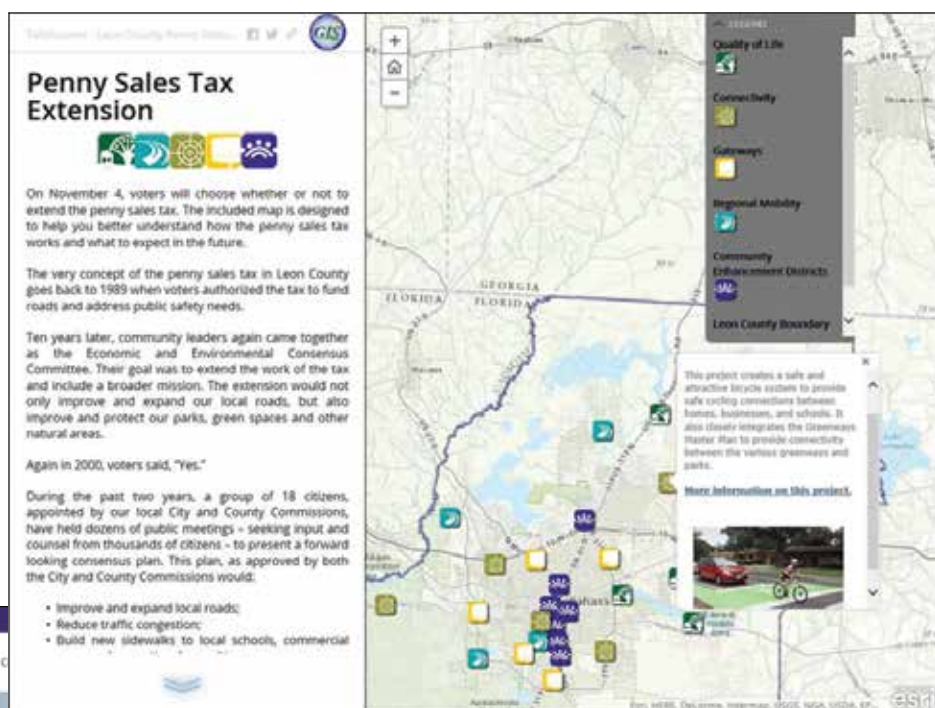 GIS
Penny Sales Tax
Extension
On November 4, voters will choose whether or not to
extend the penny sales tax. The included map is designed
to help you better understand how the penny sales tax
works and what to expect in the future.
The very concept of the penny sales tax in Leon County
goes back to 1989 when voters authorized the tax to fund
roads and address public safety needs.
Ten years later, community leaders again came together
as the Economic and Environmental Consensus
Committee. Their goal was to extend the work of the tax
and include a broader mission. The extension would not
only improve and expand our local roads, but also
improve and protect our parks, green spaces and other
natural areas.
Again in 2000, voters said, "Yes."
During the past two years, a group of 18 citizens,
appointed by our local City and County Commissions,
have held dozens of public meetings – seeking input and
counsel from thousands of citizens – to present a forward
looking consensus plan. This plan, as approved by both
the City and County Commissions would:
• Improve and expand local roads;
• Reduce traffic congestion;
• Build new sidewalks to local schools, commercial
LEGEND
Quality of Life
Connectivity
Gateways
Regional Mobility
Community
Enhancement Districts
Leon County Boundary
GEORGIA
FLORIDA
FLORIDA
This project creates a safe and
attractive bicycle system to provide
safe cycling connections between
homes, businesses, and schools. It
also closely integrates the Greenways
Master Plan to provide connectivity
between the various greenways and
parks.
More information on this project.
esri